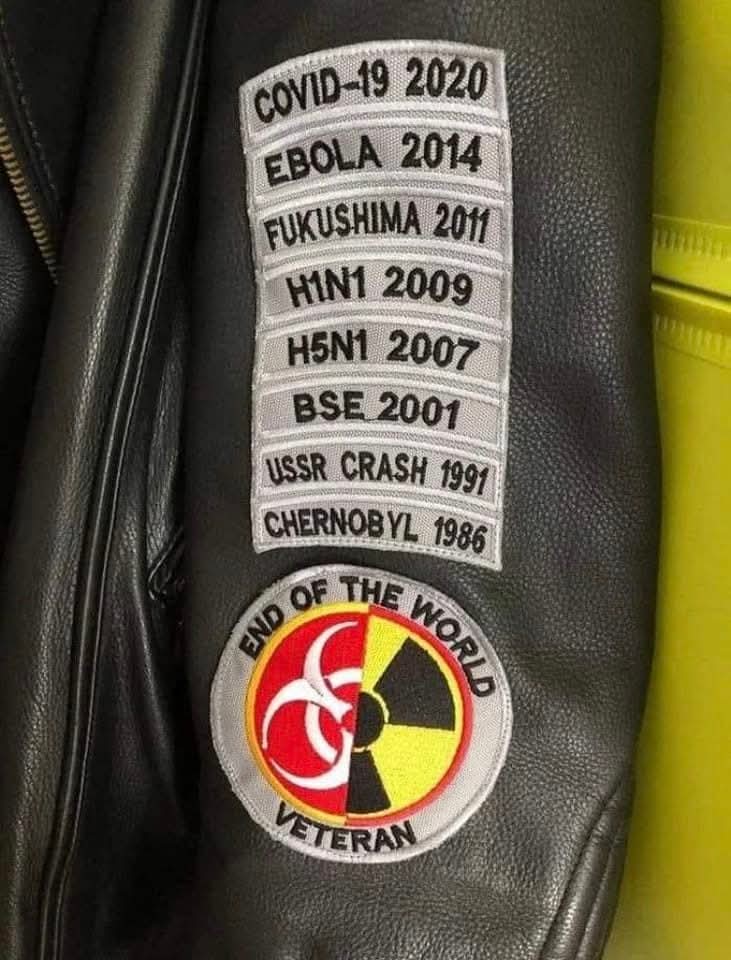 COVID-19 2020
EBOLA 2014
FUKUSHIMA 2011
H1N1 2009
H5N1 2007
BSE 2001
USSR CRASH 1991
CHERNOBYL 1986
END OF THE WORLD
VETERAN